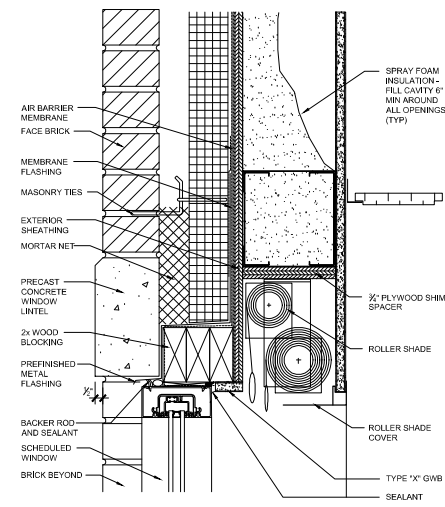 AIR BARRIER
MEMBRANE
FACE BRICK
MEMBRANE
FLASHING
MASONRY TIES
EXTERIOR
SHEATHING
MORTAR NET
PRECAST
CONCRETE
WINDOW
LINTEL
2x WOOD
BLOCKING
PREFINISHED
METAL
FLASHING
½"
BACKER ROD
AND SEALANT
SCHEDULED
WINDOW
BRICK BEYOND
SPRAY FOAM
INSULATION -
FILL CAVITY 6"
MIN AROUND
ALL OPENINGS
(TYP)
¾" PLYWOOD SHIM
SPACER
ROLLER SHADE
ROLLER SHADE
COVER
TYPE "X" GWB
SEALANT